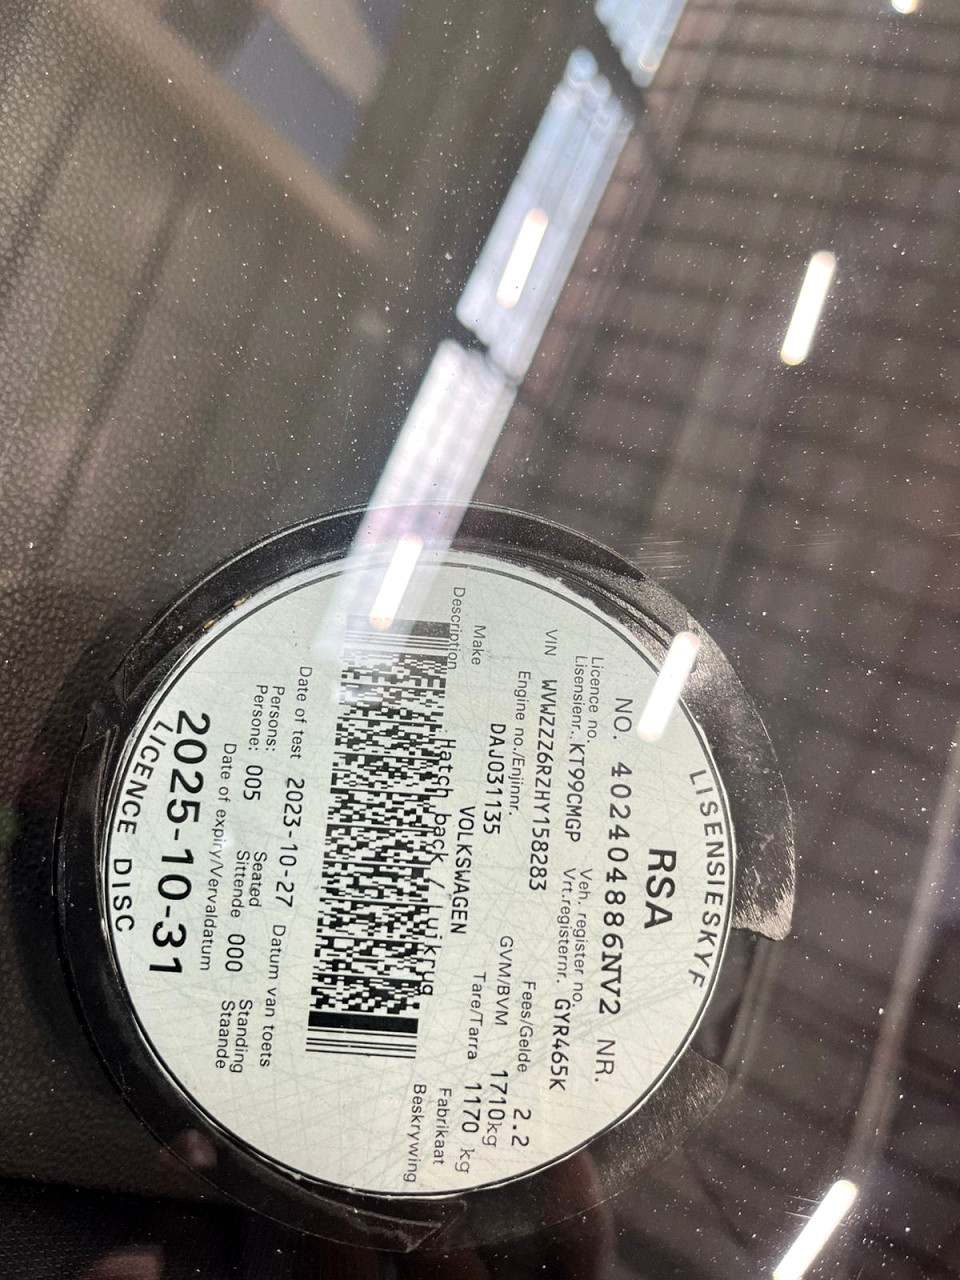 LISENSIESKYF
RSA
NO. 4024048​86NV2 NR.
Licence no. Veh. register no.
Lisensienr. KT99CMGP Vrt.registernr. GYR465K
VIN WVWZZZ6RZHY158283 Fees/Gelde 2.2
Engine no./Enjinnr. DAJ031135 GVM/BVM 1710kg
Tare/Tarra 1170 kg
Make VOLKSWAGEN Fabrikaat
Description Hatch back / Luikrug Beskrywing
Date of test 2023-10-27 Datum van toets
Persons: Seated Standing
Persone: 005 Sittende 000 Staande
Date of expiry/Vervaldatum
2025-10-31
LICENCE DISC